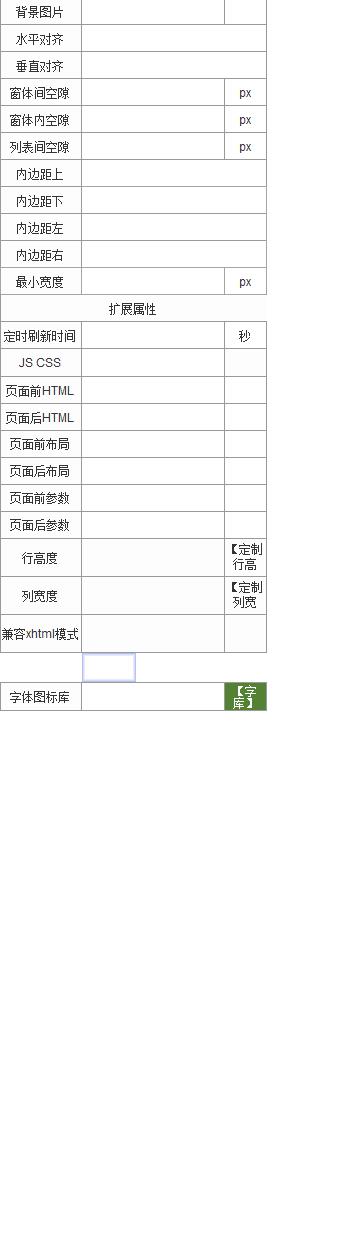 背景图片
水平对齐
垂直对齐
窗体间空隙 px
窗体内空隙 px
列表间空隙 px
内边距上
内边距下
内边距左
内边距右
最小宽度 px
扩展属性
定时刷新时间 秒
JS CSS
页面前HTML
页面后HTML
页面前布局
页面后布局
页面前参数
页面后参数
行高度 【定制
行高
列宽度 【定制
列宽
兼容xhtml模式
字体图标库 【字
库】